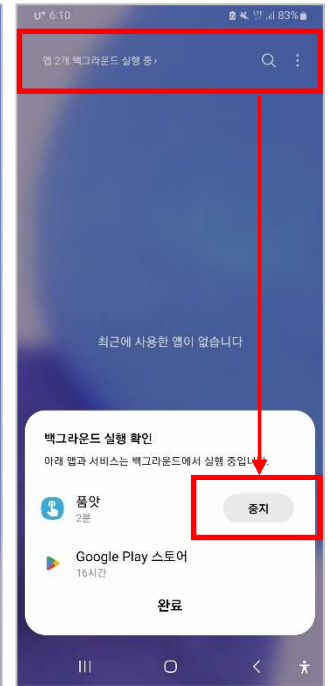 U+ 6:10 83%
앱 2개 백그라운드 실행 중 >
최근에 사용한 앱이 없습니다
백그라운드 실행 확인
아래 앱과 서비스는 백그라운드에서 실행 중입니다.
품앗
2분
중지
Google Play 스토어
16시간
완료